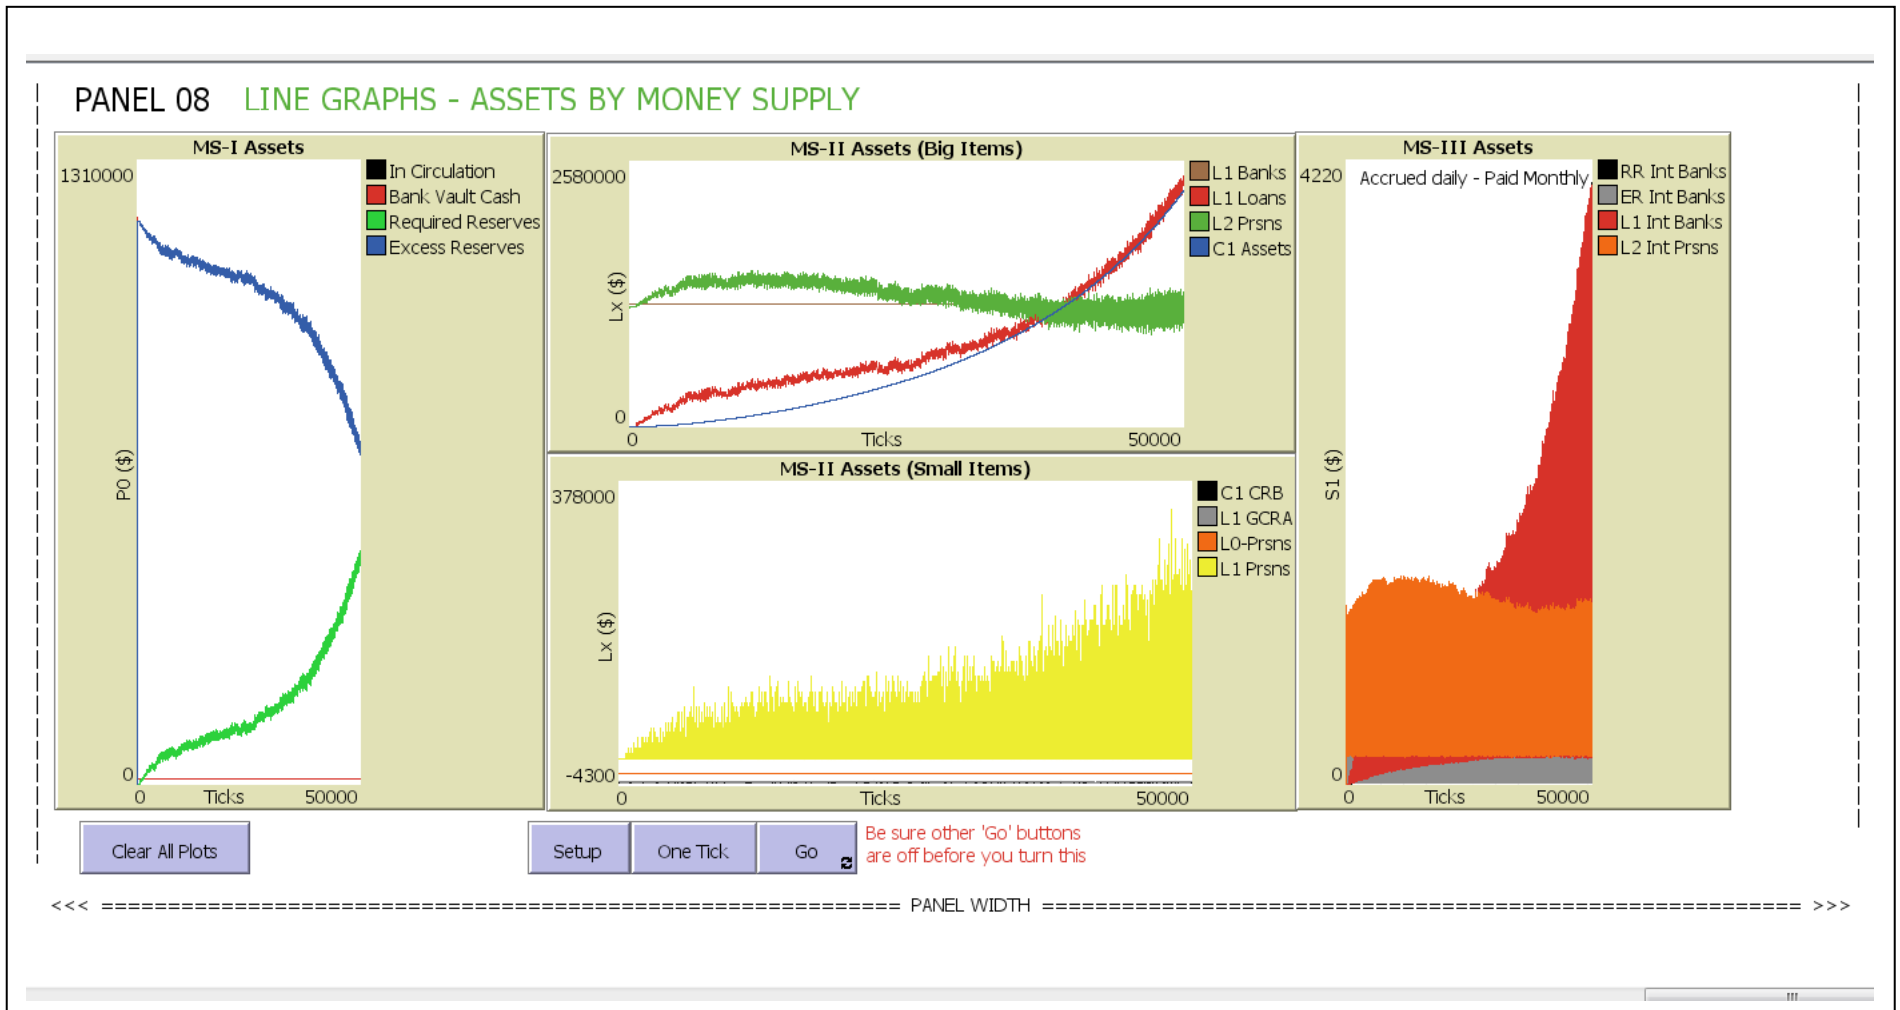 PANEL 08 LINE GRAPHS - ASSETS BY MONEY SUPPLY
MS-I Assets
1310000
0
P0 ($)
0
Ticks
50000
In Circulation
Bank Vault Cash
Required Reserves
Excess Reserves
MS-II Assets (Big Items)
2580000
0
Lx ($)
0
Ticks
50000
L1 Banks
L1 Loans
L2 Prsns
C1 Assets
MS-II Assets (Small Items)
378000
-4300
Lx ($)
0
Ticks
50000
C1 CRB
L1 GCRA
L0-Prsns
L1 Prsns
MS-III Assets
4220
0
S1 ($)
Accrued daily - Paid Monthly
0
Ticks
50000
RR Int Banks
ER Int Banks
L1 Int Banks
L2 Int Prsns
Clear All Plots
Setup
One Tick
Go
Be sure other 'Go' buttons
are off before you turn this
<<< ============================================================ PANEL WIDTH ========================================================= >>>